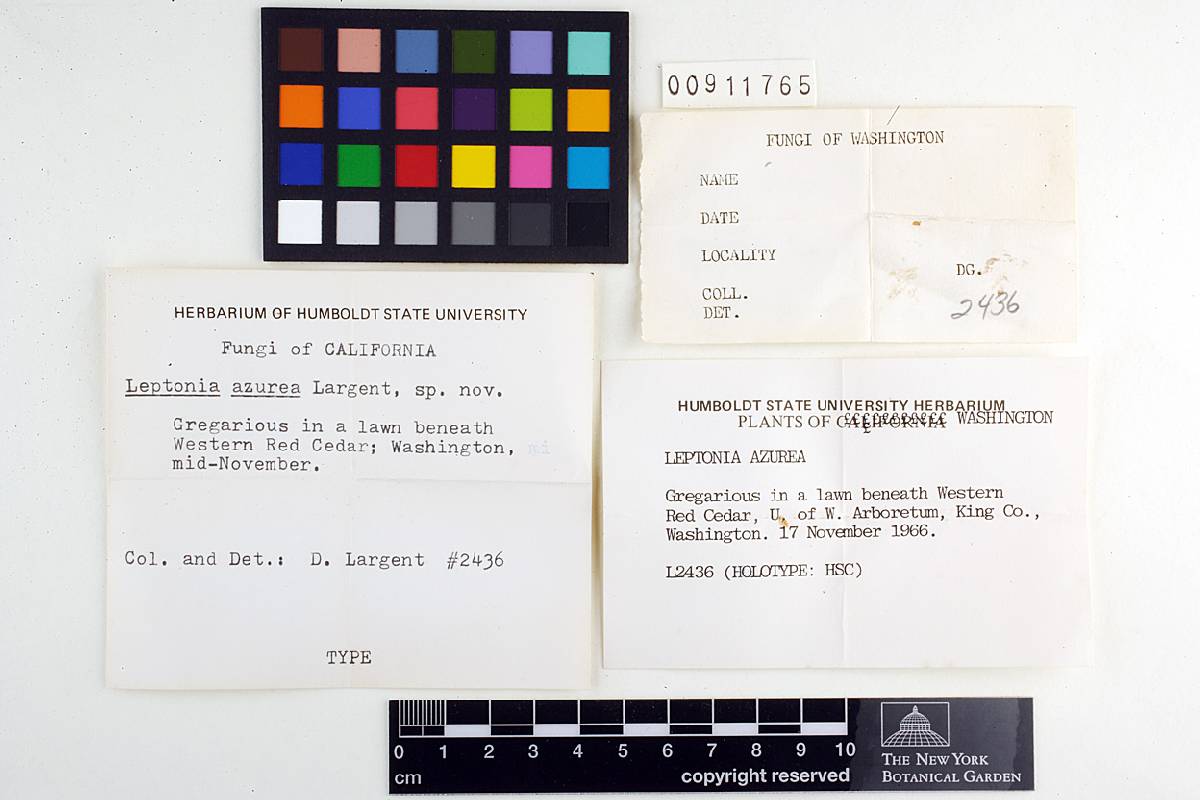 00911765
FUNGI OF WASHINGTON
NAME
DATE
LOCALITY
DG.
COLL.
2436
DET.
HERBARIUM OF HUMBOLDT STATE UNIVERSITY
Fungi of CALIFORNIA
Leptonia azurea Largent, sp. nov.
Gregarious in a lawn beneath
Western Red Cedar; Washington, mi
mid-November.
Col. and Det.: D. Largent #2436
TYPE
HUMBOLDT STATE UNIVERSITY HERBARIUM
PLANTS OF CALIFORNIA WASHINGTON
LEPTONIA AZUREA
Gregarious in a lawn beneath Western
Red Cedar, U. of W. Arboretum, King Co.,
Washington. 17 November 1966.
L2436 (HOLOTYPE: HSC)
0 1 2 3 4 5 6 7 8 9 10
cm
copyright reserved
THE NEW YORK
BOTANICAL GARDEN